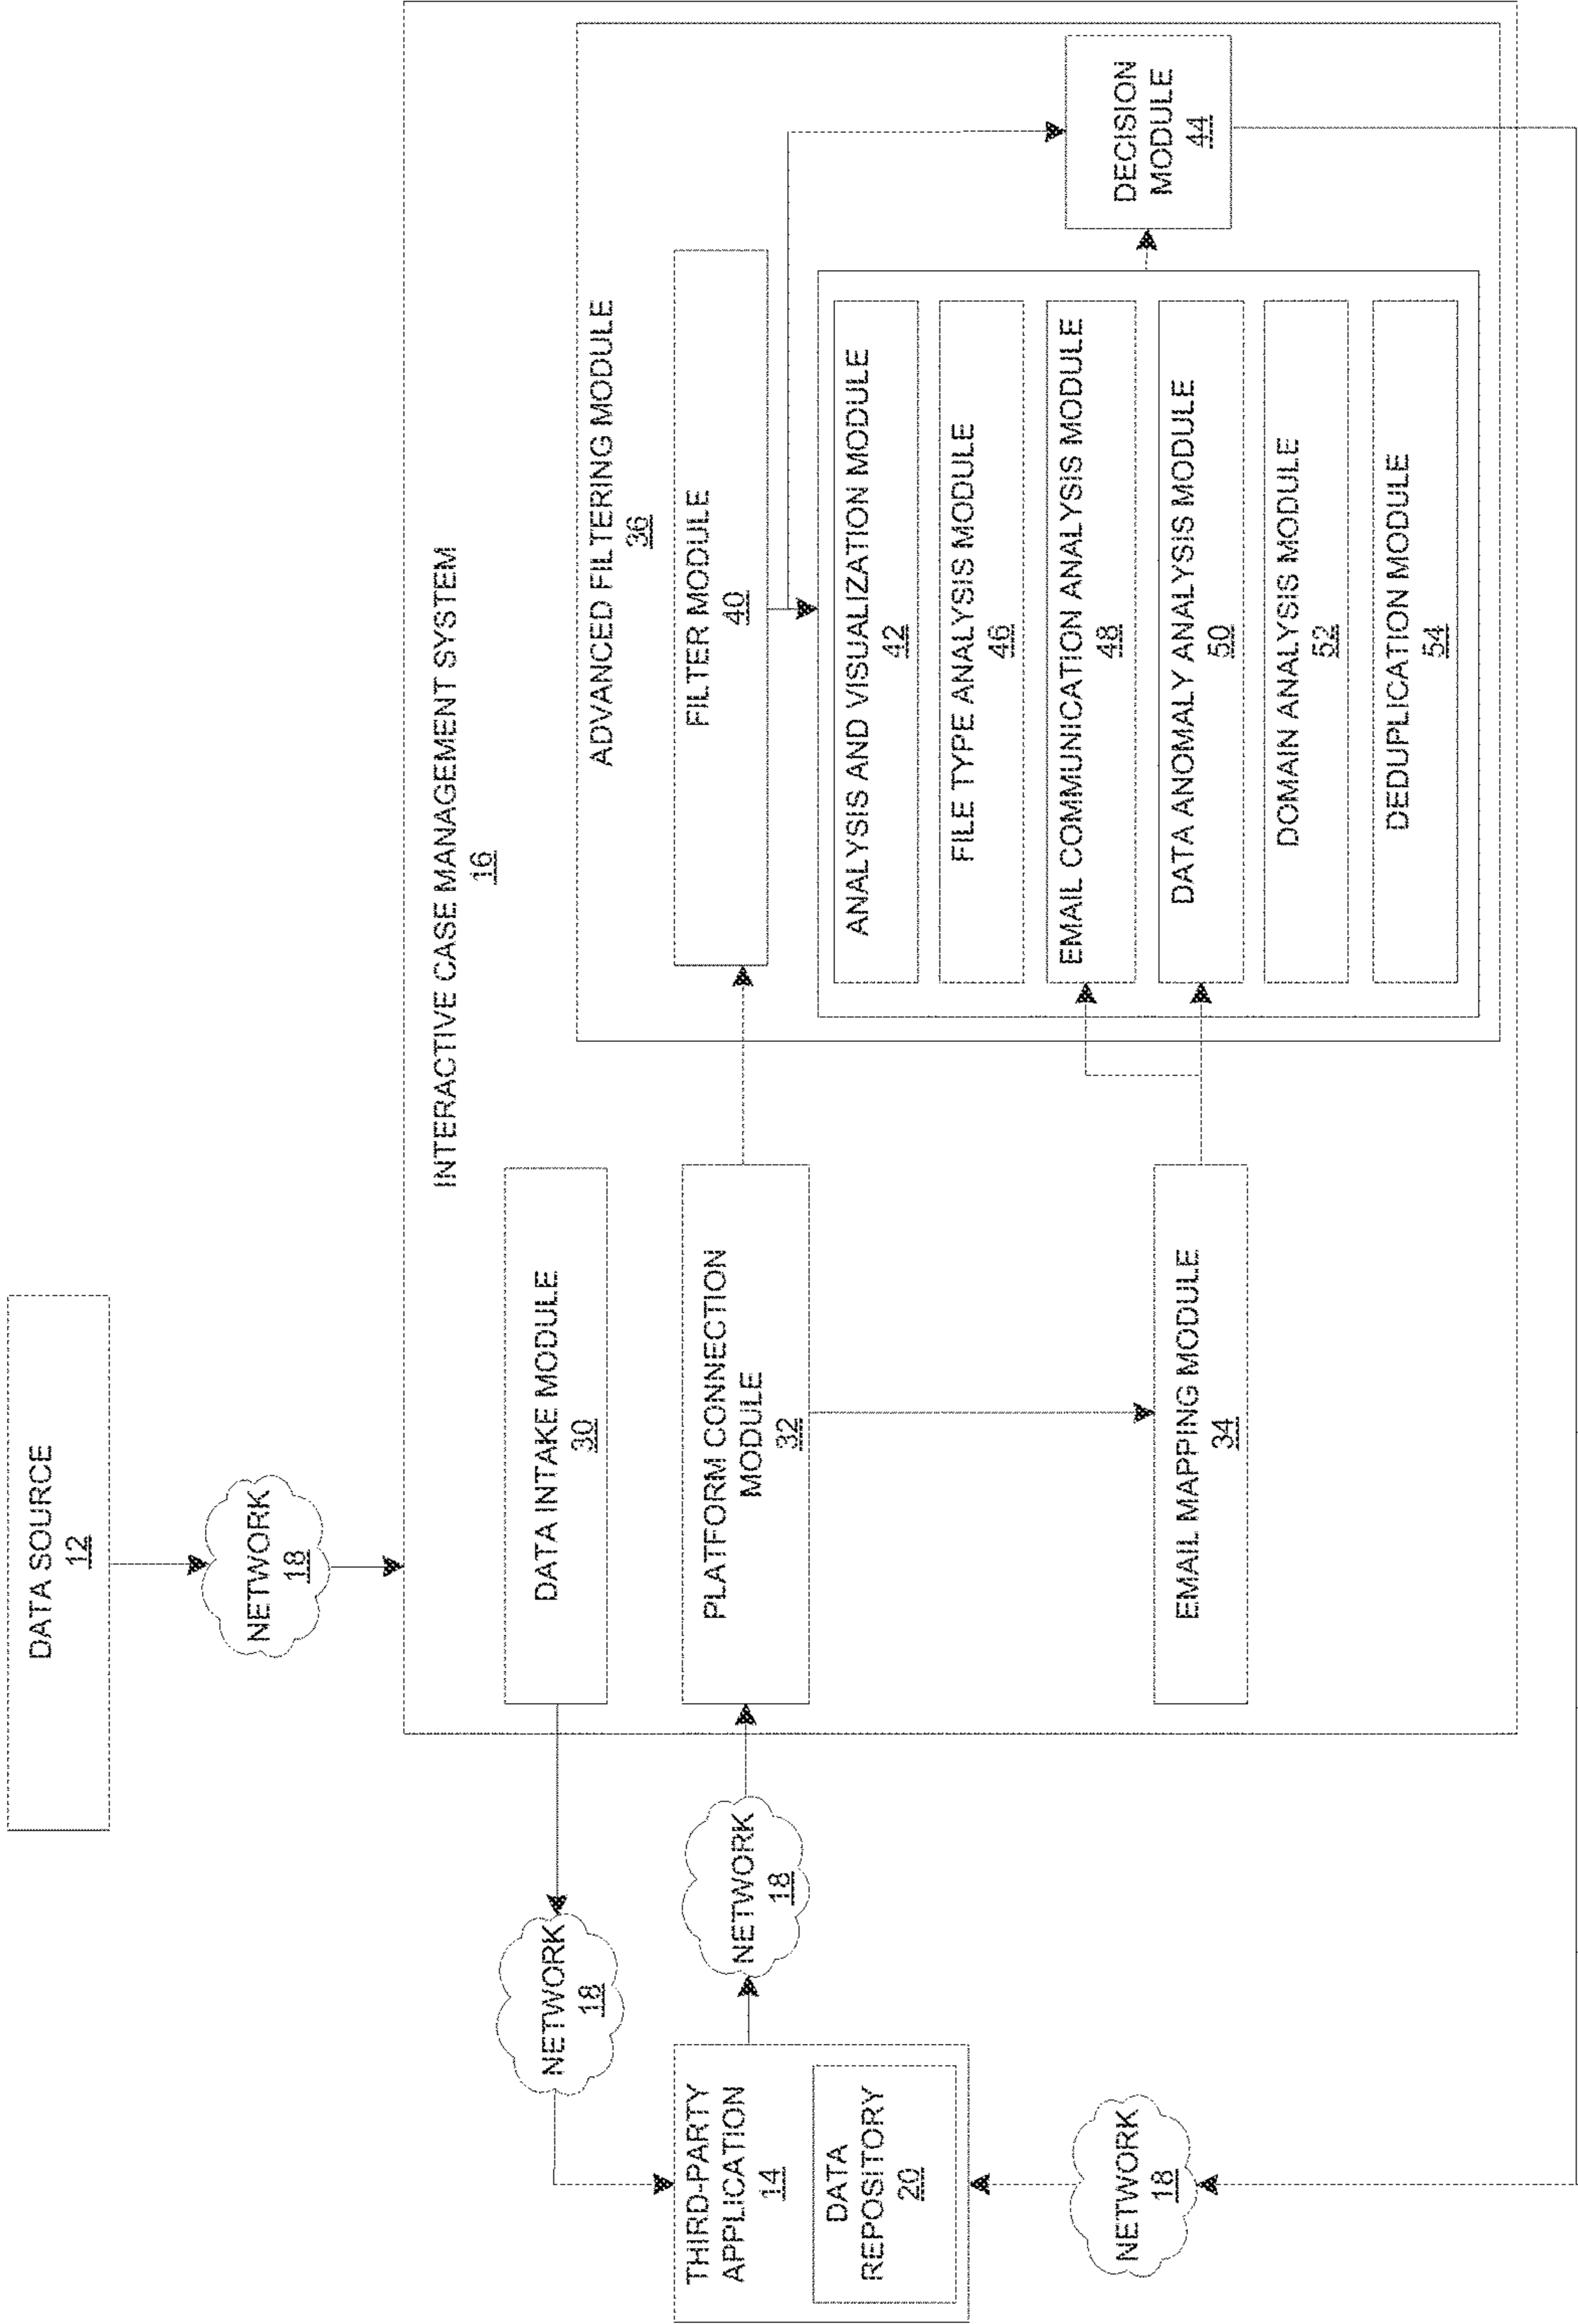 DATA SOURCE
12
NETWORK
18
INTERACTIVE CASE MANAGEMENT SYSTEM
16
DATA INTAKE MODULE
30
NETWORK
18
THIRD-PARTY
APPLICATION
14
DATA
REPOSITORY
20
NETWORK
18
PLATFORM CONNECTION
MODULE
32
EMAIL MAPPING MODULE
34
ADVANCED FILTERING MODULE
36
FILTER MODULE
40
ANALYSIS AND VISUALIZATION MODULE
42
FILE TYPE ANALYSIS MODULE
46
EMAIL COMMUNICATION ANALYSIS MODULE
48
DATA ANOMALY ANALYSIS MODULE
50
DOMAIN ANALYSIS MODULE
52
DEDUPLICATION MODULE
54
DECISION
MODULE
44
NETWORK
18